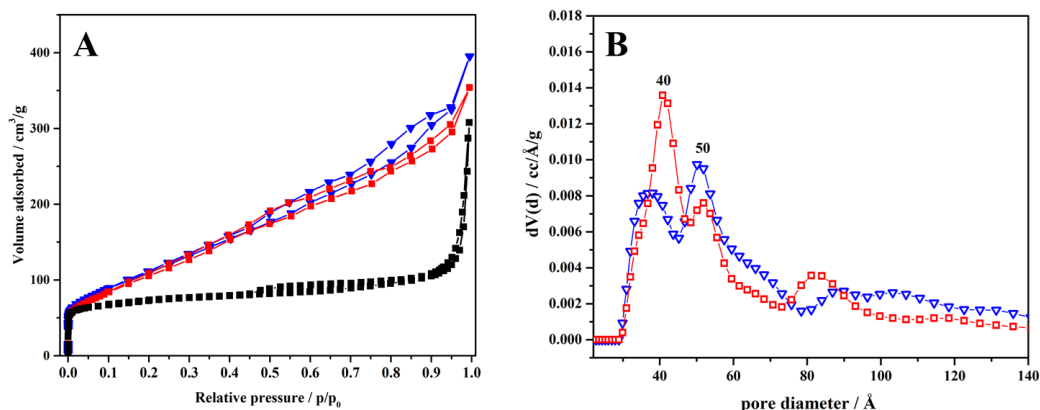 A
Volume adsorbed / cm³/g
400
300
200
100
0
0.0 0.1 0.2 0.3 0.4 0.5 0.6 0.7 0.8 0.9 1.0
Relative pressure / p/p₀
B
dV(d) / cc/Å/g
0.018
0.016
0.014
0.012
0.010
0.008
0.006
0.004
0.002
0.000
40
50
40 60 80 100 120 140
pore diameter / Å